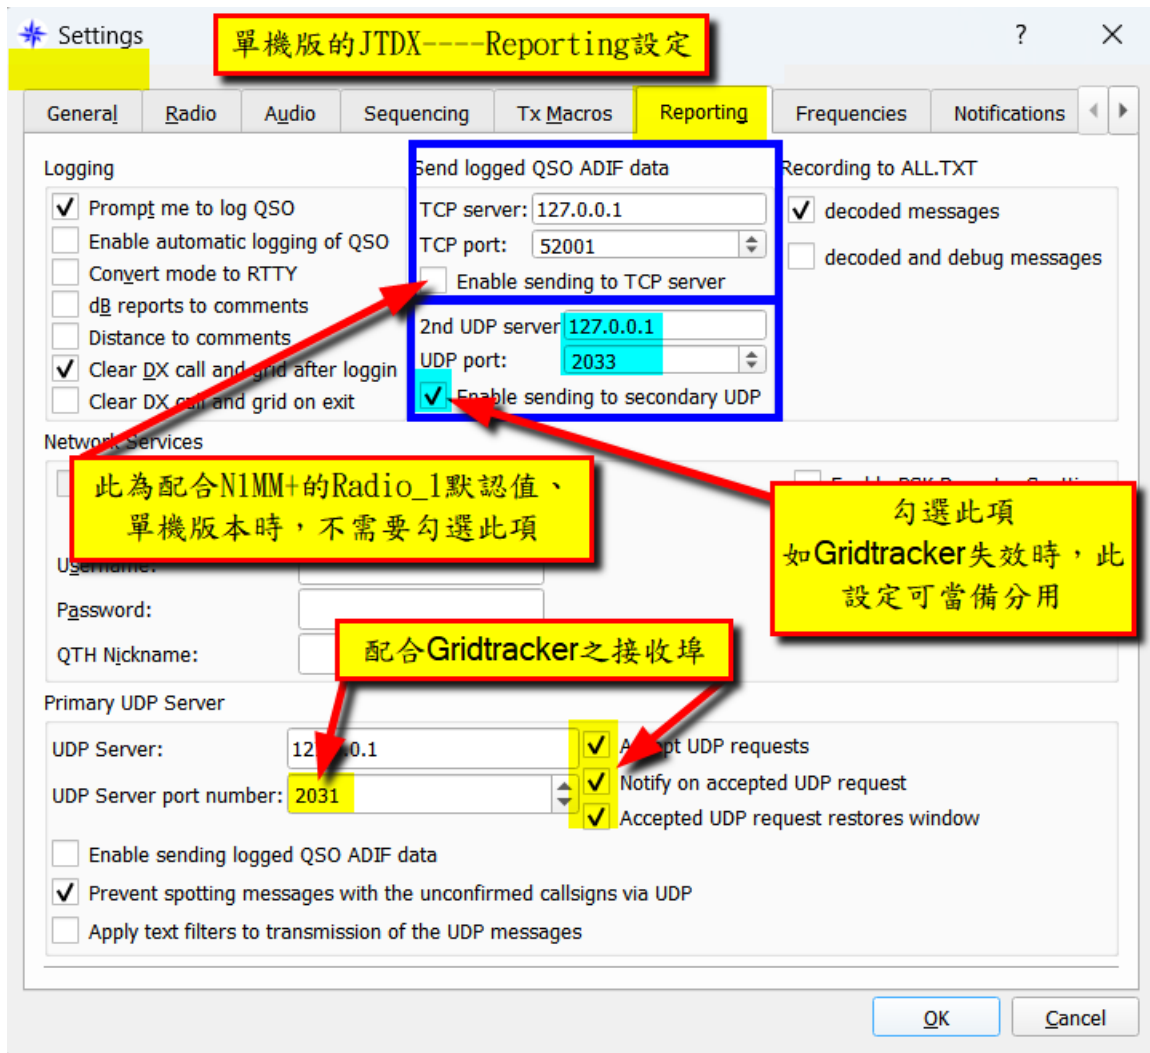 Settings
單機版的JTDX----Reporting設定
?
General Radio Audio Sequencing Tx Macros Reporting Frequencies Notifications
Logging
Prompt me to log QSO
Enable automatic logging of QSO
Convert mode to RTTY
dB reports to comments
Distance to comments
Clear DX call and grid after loggin
Clear DX call and grid on exit
Send logged QSO ADIF data
TCP server: 127.0.0.1
TCP port: 52001
Enable sending to TCP server
2nd UDP server 127.0.0.1
UDP port: 2033
Enable sending to secondary UDP
Recording to ALL.TXT
decoded messages
decoded and debug messages
Network Services
此為配合N1MM+的Radio_1默認值、
單機版本時，不需要勾選此項
勾選此項
如Gridtracker失效時，此
設定可當備分用
Username:
Password:
QTH Nickname:
配合Gridtracker之接收埠
Primary UDP Server
UDP Server:
UDP Server port number: 2031
Accept UDP requests
Notify on accepted UDP request
Accepted UDP request restores window
Enable sending logged QSO ADIF data
Prevent spotting messages with the unconfirmed callsigns via UDP
Apply text filters to transmission of the UDP messages
OK Cancel